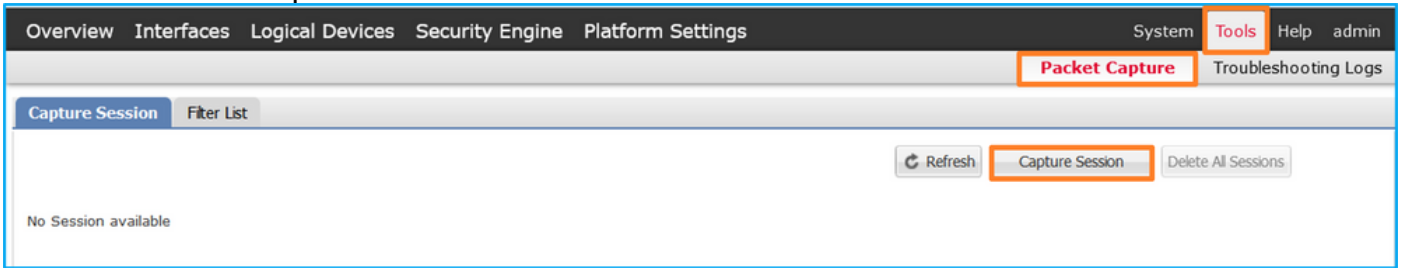 Overview Interfaces Logical Devices Security Engine Platform Settings System Tools Help admin
Packet Capture Troubleshooting Logs
Capture Session Filter List
Refresh Capture Session Delete All Sessions
No Session available